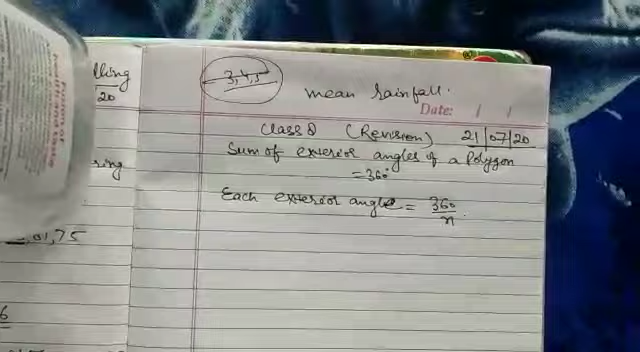 lling
20
ring
,01,75
6
3,4,5
mean rainfall.
Date: / /
Class 8 (Revision) 21/07/20
Sum of exterior angles of a Polygon
=360°
Each exterior angle = 360
n